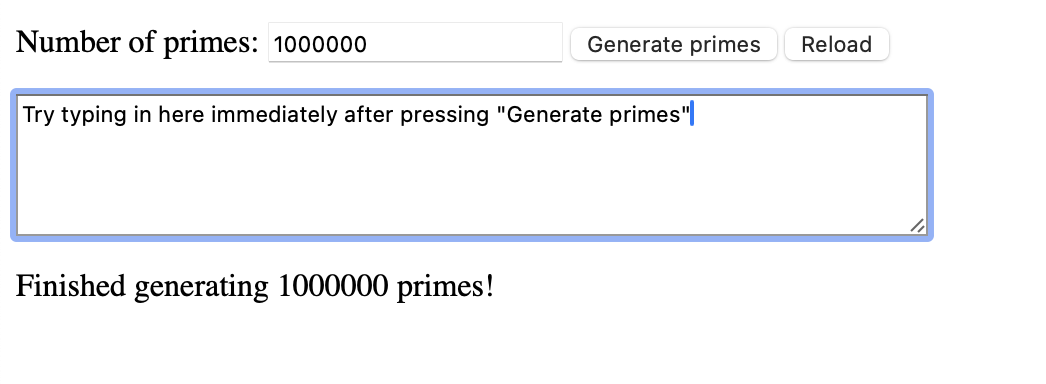 Number of primes: 1000000 Generate primes Reload
Try typing in here immediately after pressing "Generate primes"
Finished generating 1000000 primes!